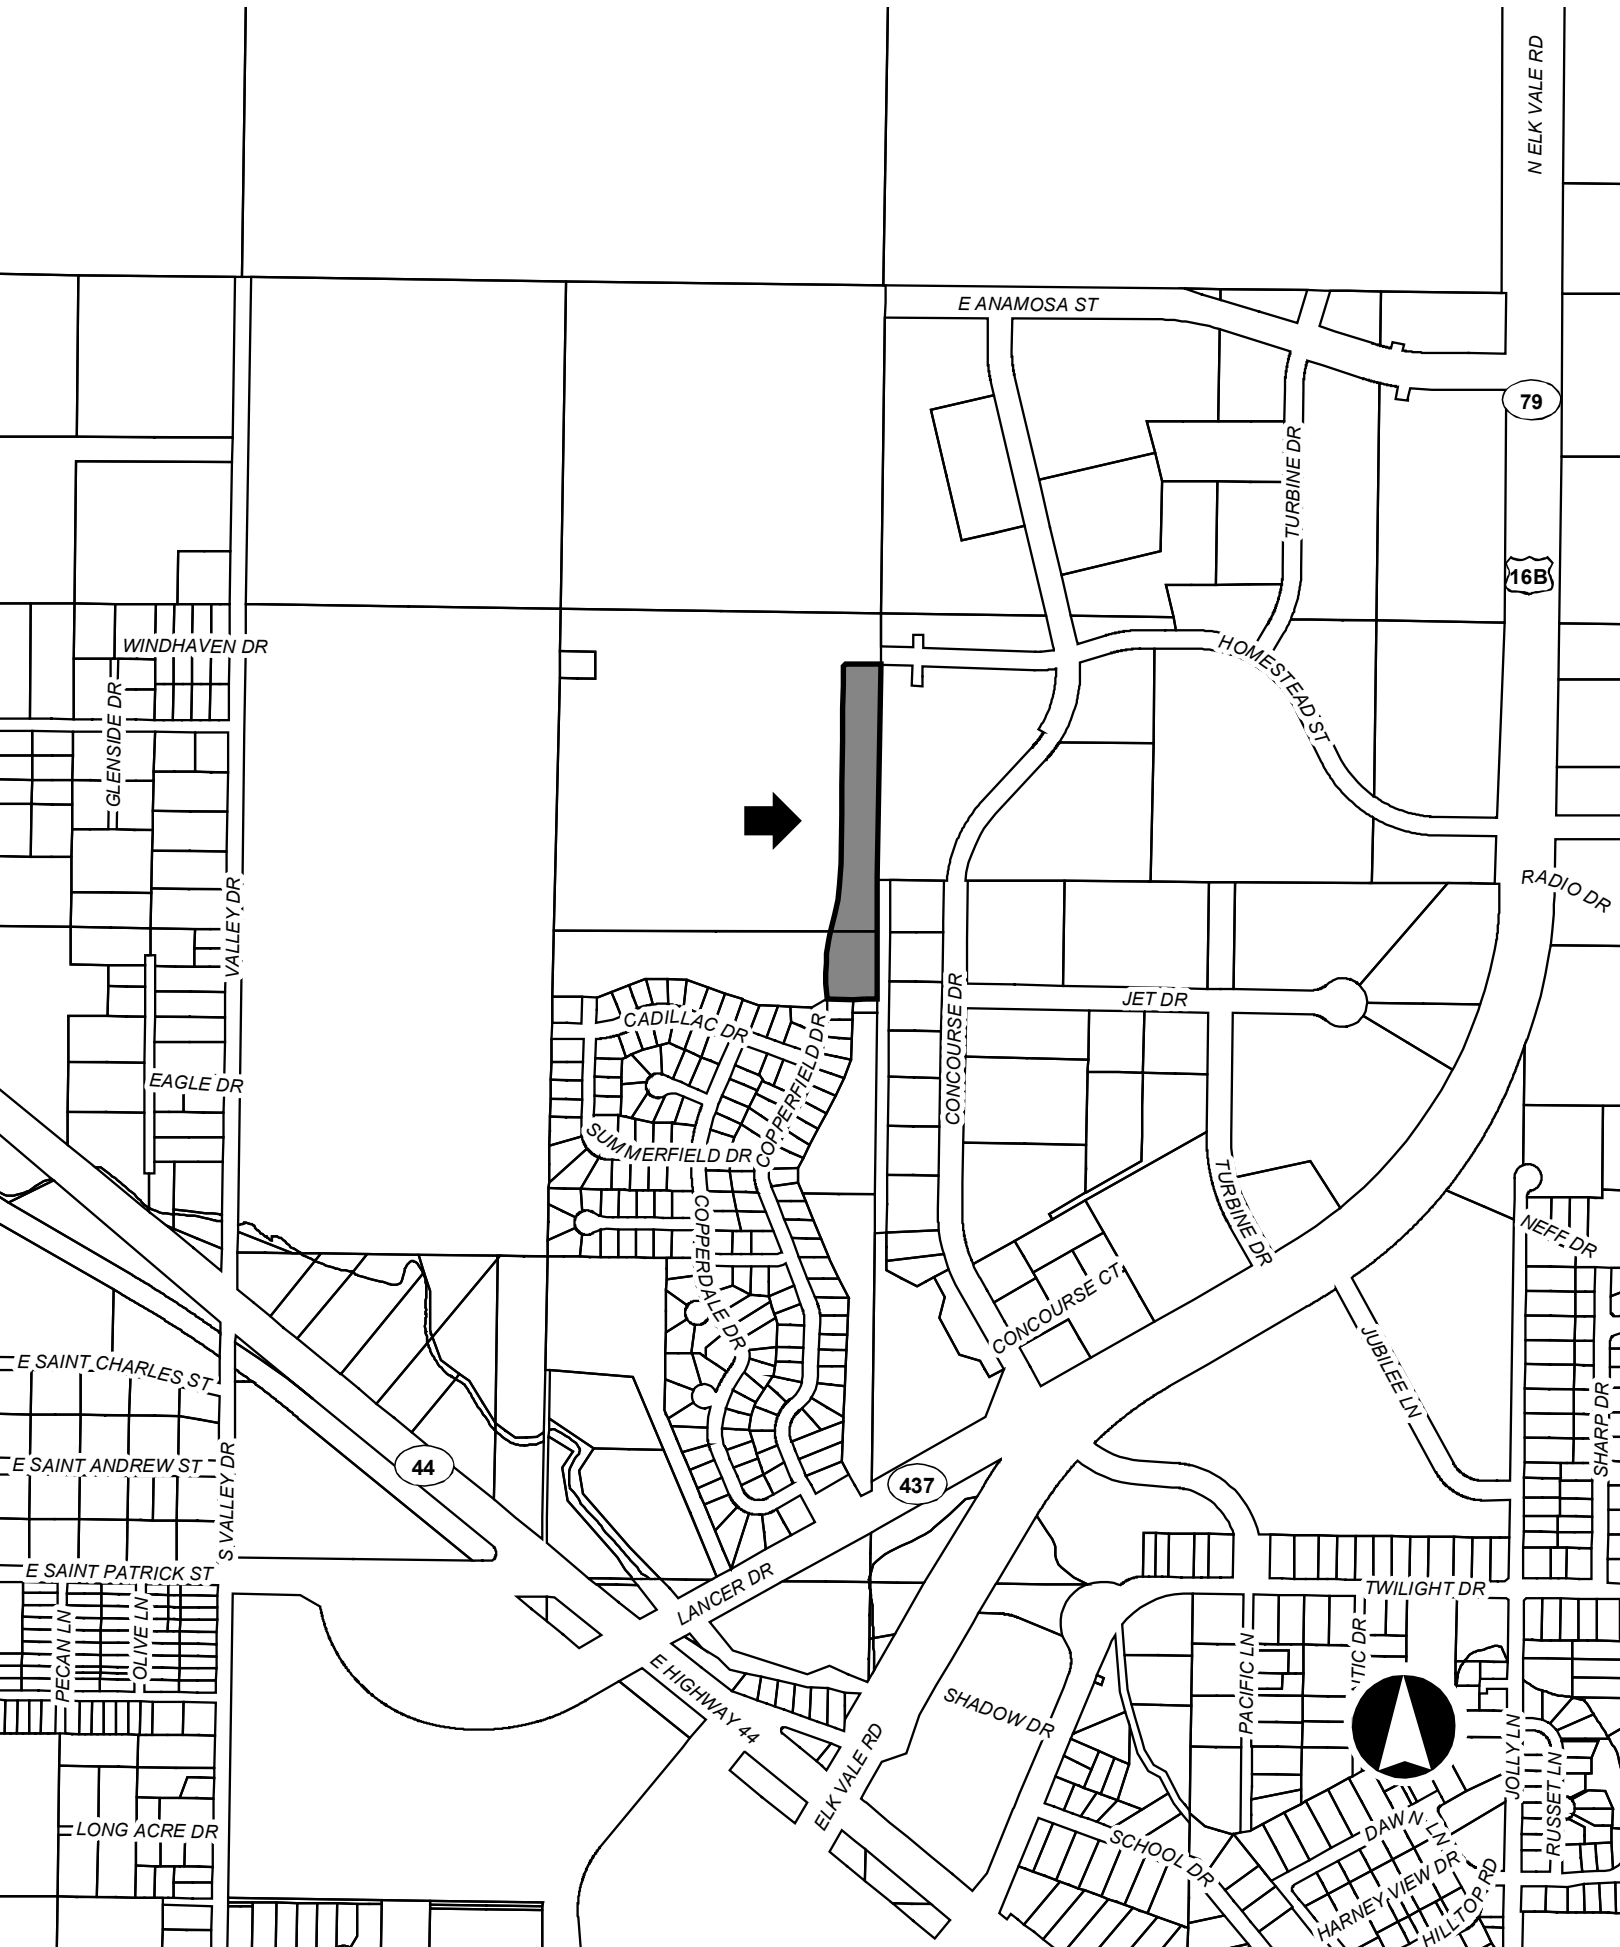 N ELK VALE RD
E ANAMOSA ST
79
TURBINE DR
16B
WINDHAVEN DR
HOMESTEAD ST
GLENSIDE DR
VALLEY DR
RADIO DR
CONCOURSE DR
JET DR
CADILLAC DR
COPPERFIELD DR
EAGLE DR
SUMMERFIELD DR
TURBINE DR
COPPERDALE DR
NEFF DR
CONCOURSE CT
JUBILEE LN
E SAINT CHARLES ST
SHARP DR
E SAINT ANDREW ST
44
437
S VALLEY DR
E SAINT PATRICK ST
LANCER DR
TWILIGHT DR
PECAN LN
OLIVE LN
PACIFIC LN
TIC DR
E HIGHWAY 44
SHADOW DR
ELK VALE RD
JOLLY LN
RUSSET LN
LONG ACRE DR
SCHOOL DR
DAWN LN
HARNEY VIEW DR
HILLTOP RD